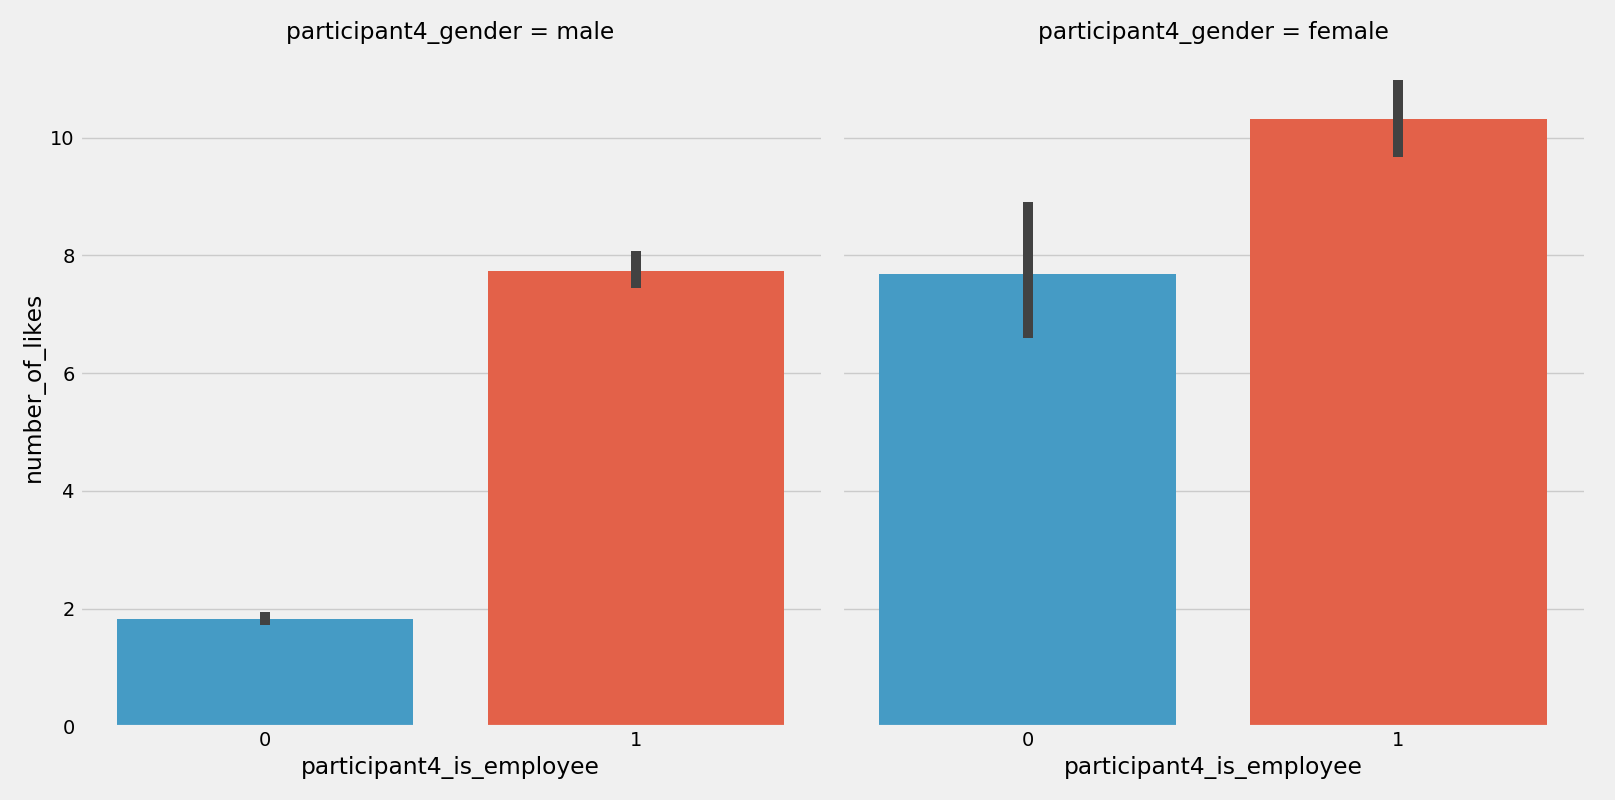 participant4_gender = male
participant4_gender = female
number_of_likes
10
8
6
4
2
0
0 1
0 1
participant4_is_employee
participant4_is_employee